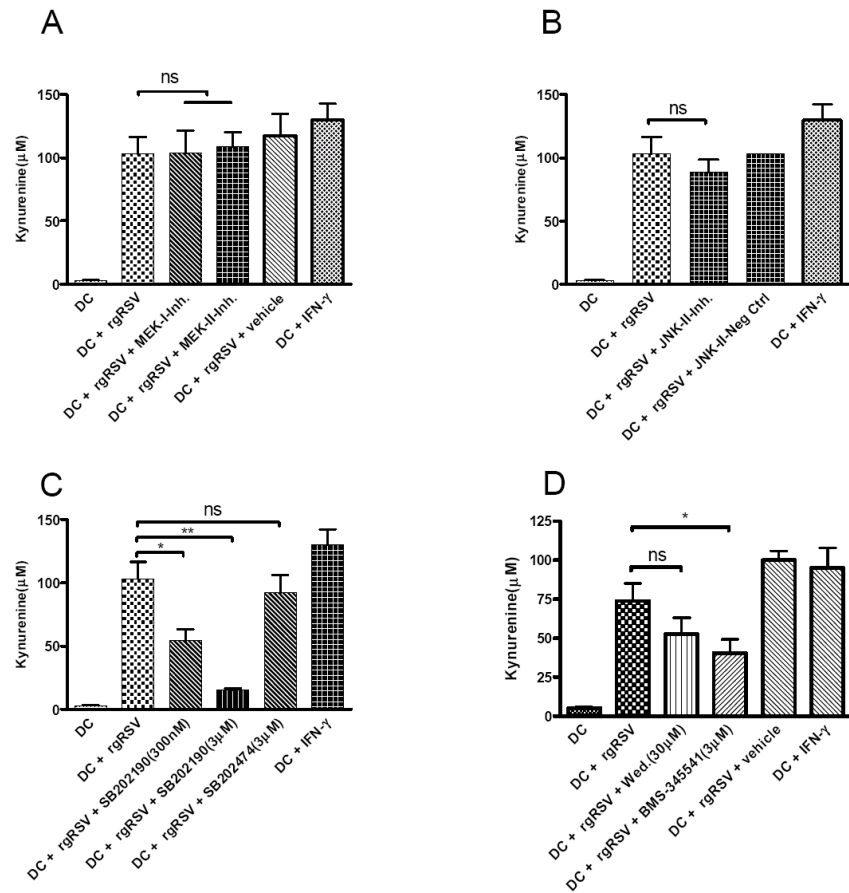 A
ns
150
100
50
0
Kynurenine(μM)
DC
DC + rgRSV
DC + rgRSV + MEK-I-Inh.
DC + rgRSV + MEK-II-Inh.
DC + rgRSV + vehicle
DC + IFN-γ
B
ns
150
100
50
0
Kynurenine(μM)
DC
DC + rgRSV
DC + rgRSV + JNK-II-Inh.
DC + rgRSV + JNK-II-Neg Ctrl
DC + IFN-γ
C
ns
**
*
150
100
50
0
Kynurenine(μM)
DC
DC + rgRSV
DC + rgRSV + SB202190(300nM)
DC + rgRSV + SB202190(3μM)
DC + rgRSV + SB202474(3μM)
DC + IFN-γ
D
*
ns
125
100
75
50
25
0
Kynurenine(μM)
DC
DC + rgRSV
DC + rgRSV + Wed.(30μM)
DC + rgRSV + BMS-345541(3μM)
DC + rgRSV + vehicle
DC + IFN-γ